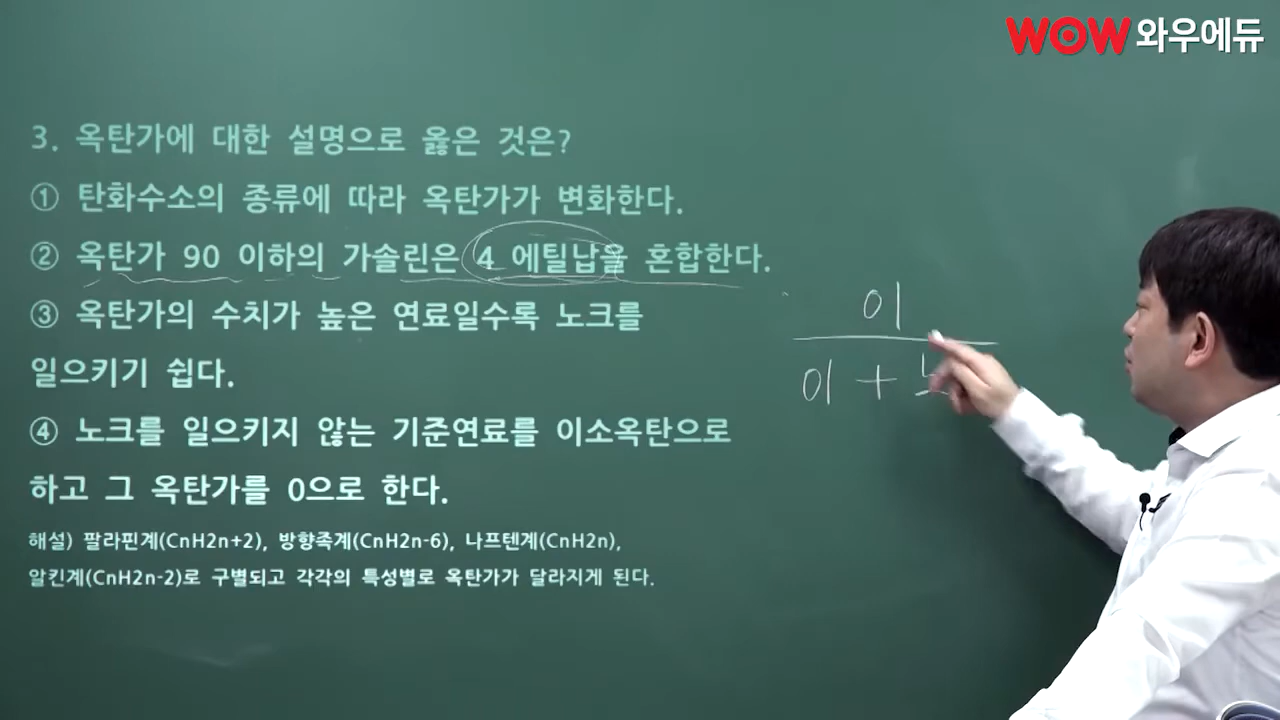 WOW와우에듀
3. 옥탄가에 대한 설명으로 옳은 것은?
① 탄화수소의 종류에 따라 옥탄가가 변화한다.
② 옥탄가 90 이하의 가솔린은 4 에틸납을 혼합한다.
③ 옥탄가의 수치가 높은 연료일수록 노크를
일으키기 쉽다.
④ 노크를 일으키지 않는 기준연료를 이소옥탄으로
하고 그 옥탄가를 0으로 한다.
해설) 팔라핀계(CnH2n+2), 방향족계(CnH2n-6), 나프텐계(CnH2n),
알킨계(CnH2n-2)로 구별되고 각각의 특성별로 옥탄가가 달라지게 된다.
이
이 + 노